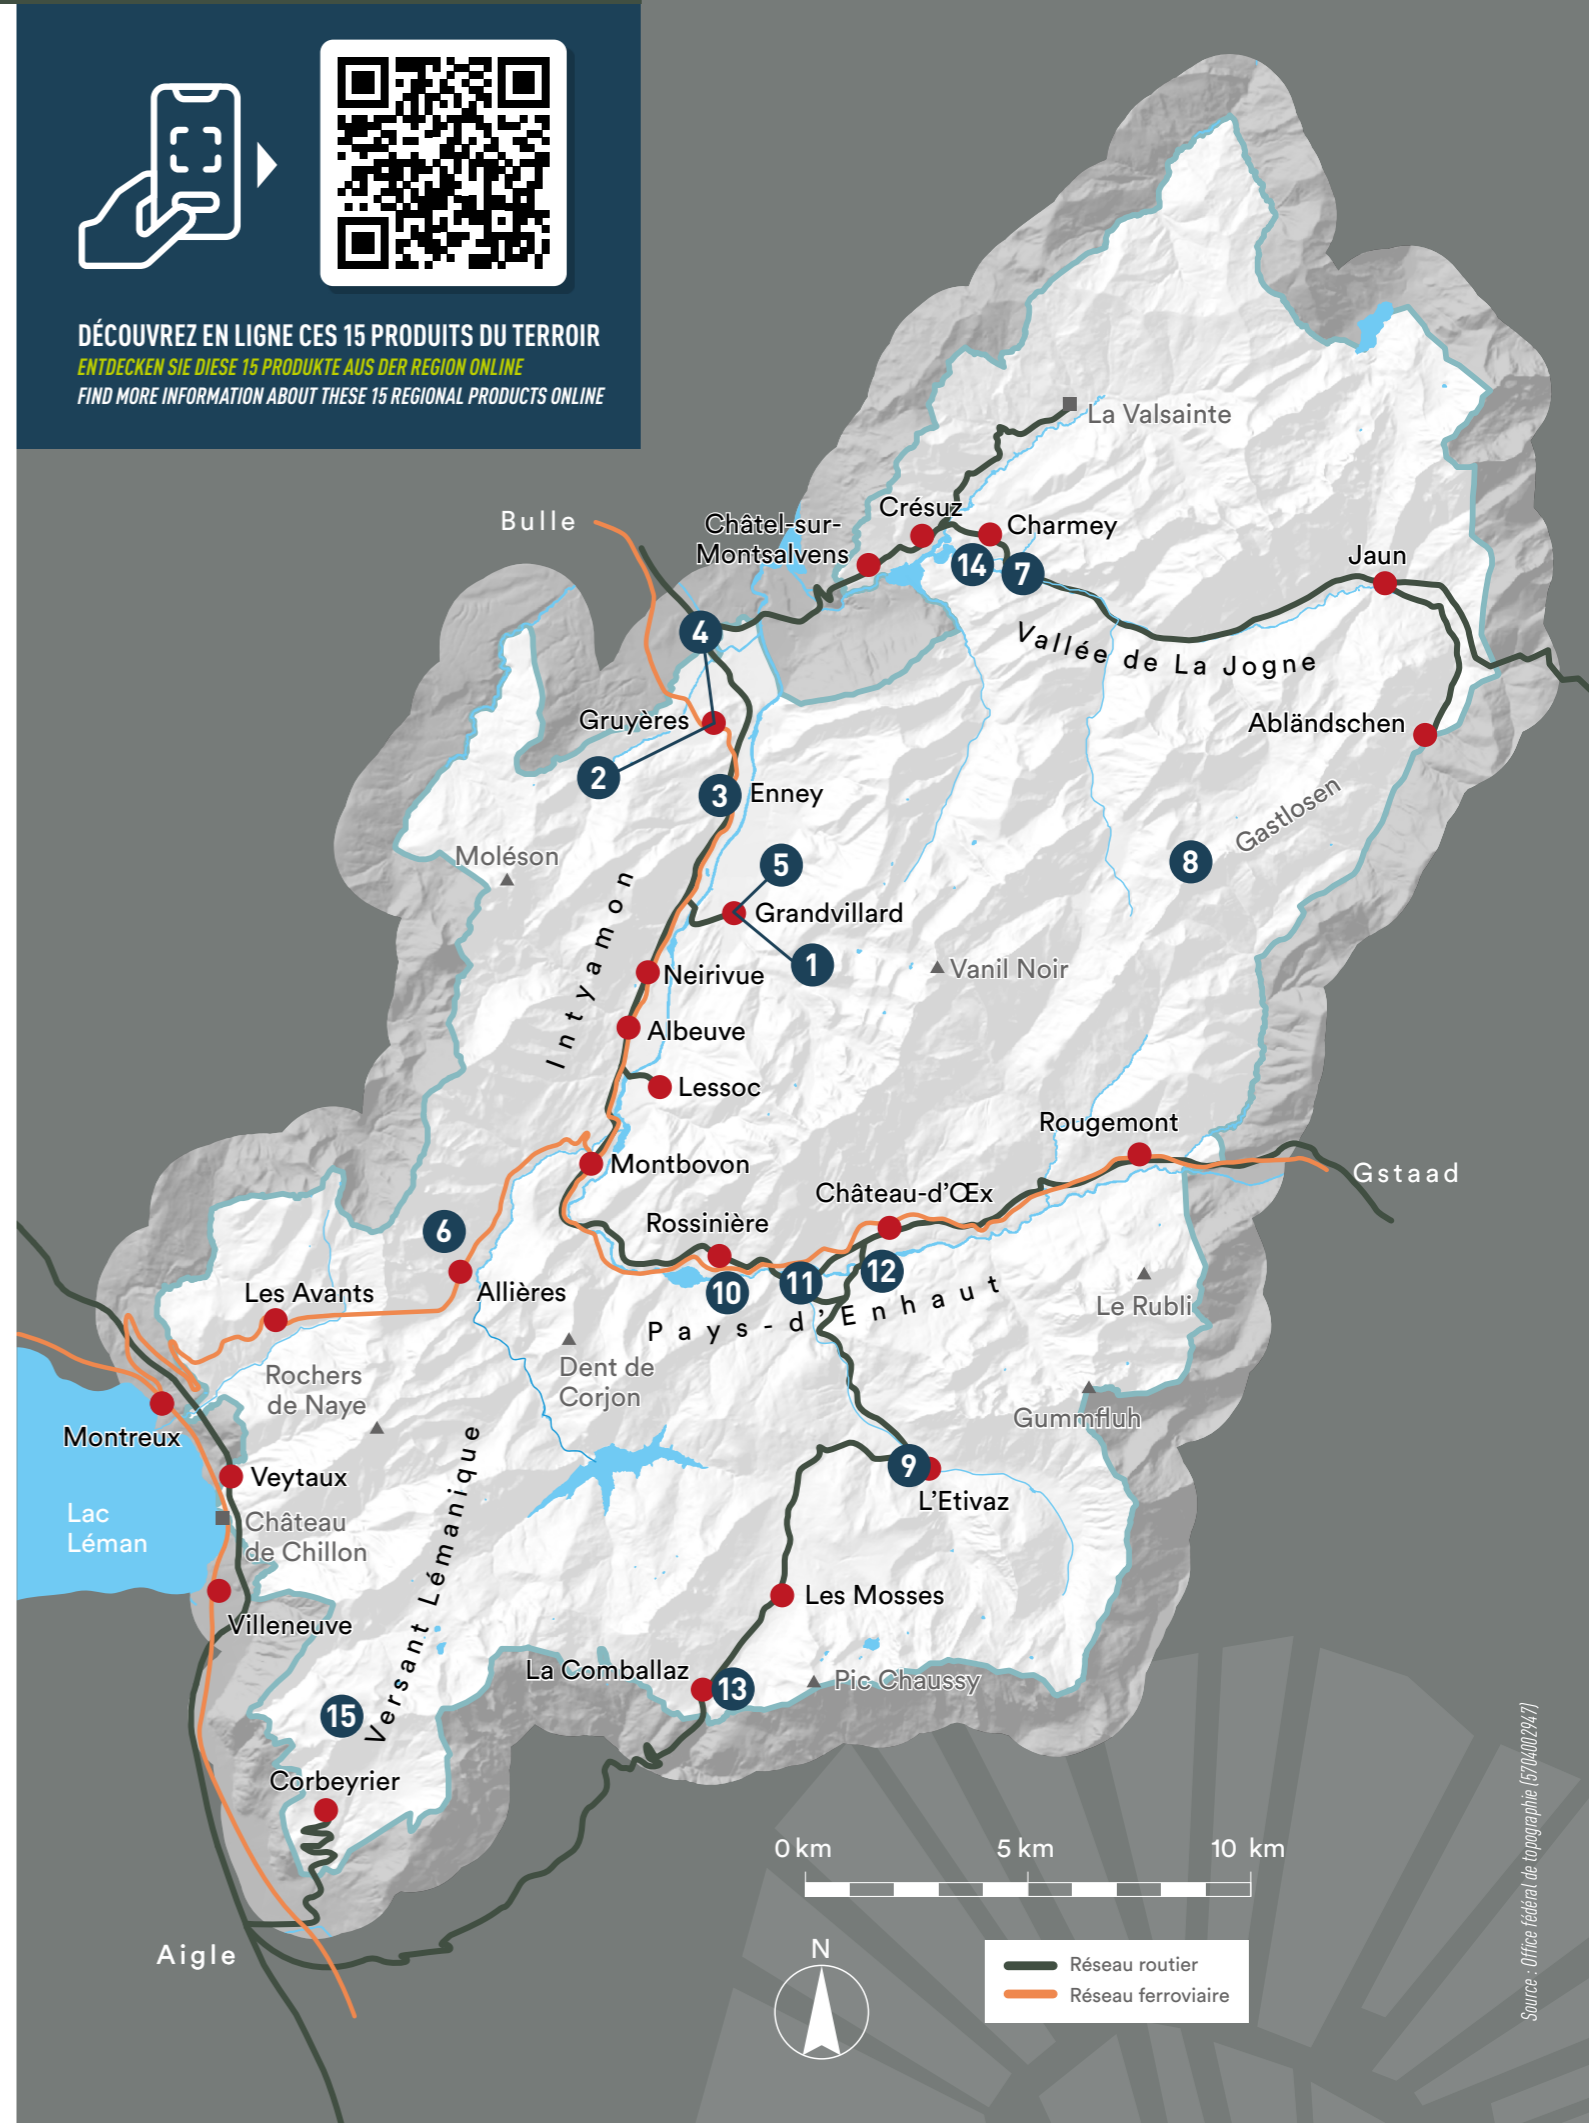 DÉCOUVREZ EN LIGNE CES 15 PRODUITS DU TERROIR
ENTDECKEN SIE DIESE 15 PRODUKTE AUS DER REGION ONLINE
FIND MORE INFORMATION ABOUT THESE 15 REGIONAL PRODUCTS ONLINE
La Valsainte
Bulle
Châtel-sur-
Montsalvens
Crésuz
Charmey
14
7
Jaun
4
Vallée de La Jogne
Gruyères
Abländschen
2
3
Enney
Gastlosen
8
Moléson
5
Grandvillard
1
Intyamon
Vanil Noir
Neirivue
Albeuve
Lessoc
Rougemont
Montbovon
Gstaad
Château-d'Œx
Rossinière
6
Les Avants
Allières
10
11
12
Pays-d'Enhaut
Le Rubli
Rochers
de Naye
Dent de
Corjon
Gummfluh
Montreux
Veytaux
9
L'Etivaz
Lac
Léman
Château
de Chillon
Versant Lémanique
Les Mosses
Villeneuve
La Comballaz
13
Pic Chaussy
15
Corbeyrier
0 km
5 km
10 km
Aigle
N
Réseau routier
Réseau ferroviaire
Source : Office fédéral de topographie (5704002947)